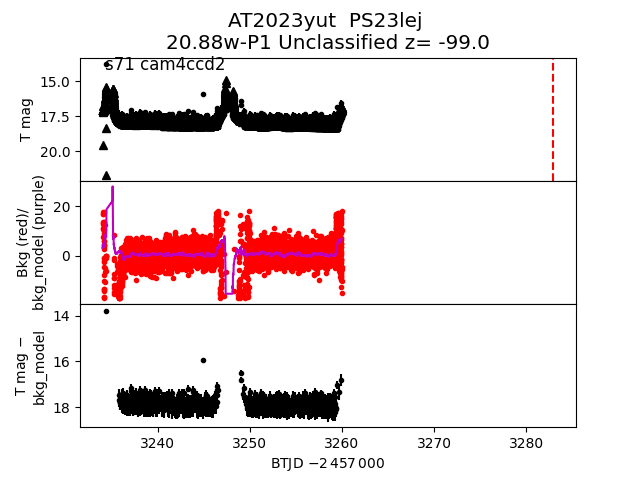 AT2023yut  PS23lej
20.88w-P1 Unclassified z= -99.0
s71 cam4ccd2
15.0
17.5
20.0
T mag
20
0
Bkg (red)/
bkg_model (purple)
14
16
18
T mag −
bkg_model
3240 3250 3260 3270 3280
BTJD −2 457 000